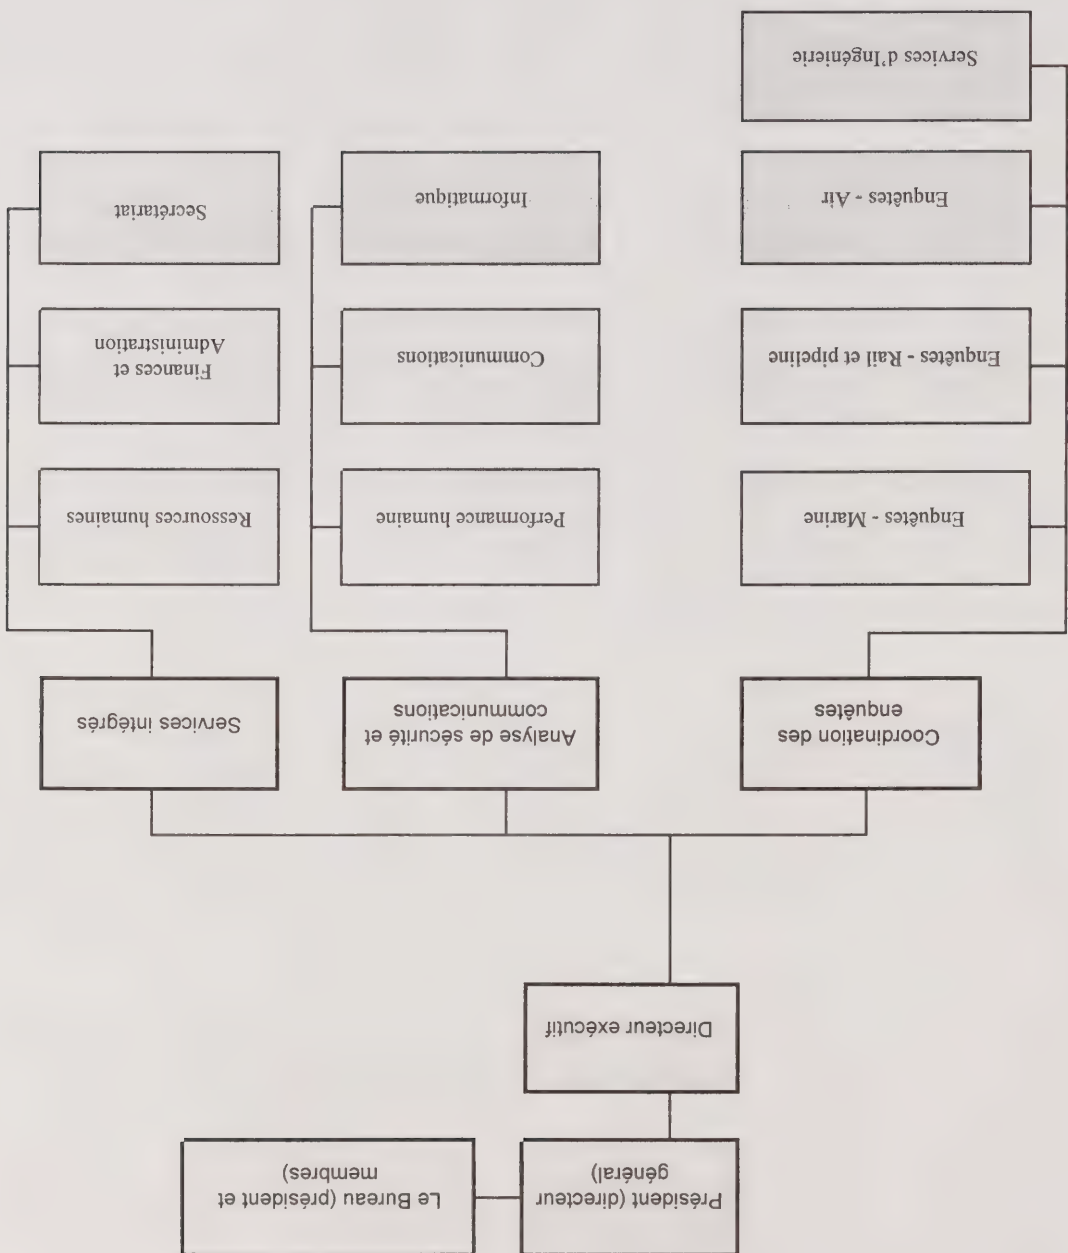 Président (directeur
général)
Le Bureau (président et
membres)
Directeur exécutif
Coordination des
enquêtes
Analyse de sécurité et
communications
Services intégrés
Enquêtes - Marine
Performance humaine
Ressources humaines
Enquêtes - Rail et pipeline
Communications
Finances et
Administration
Enquêtes - Air
Informatique
Secrétariat
Services d'Ingénierie